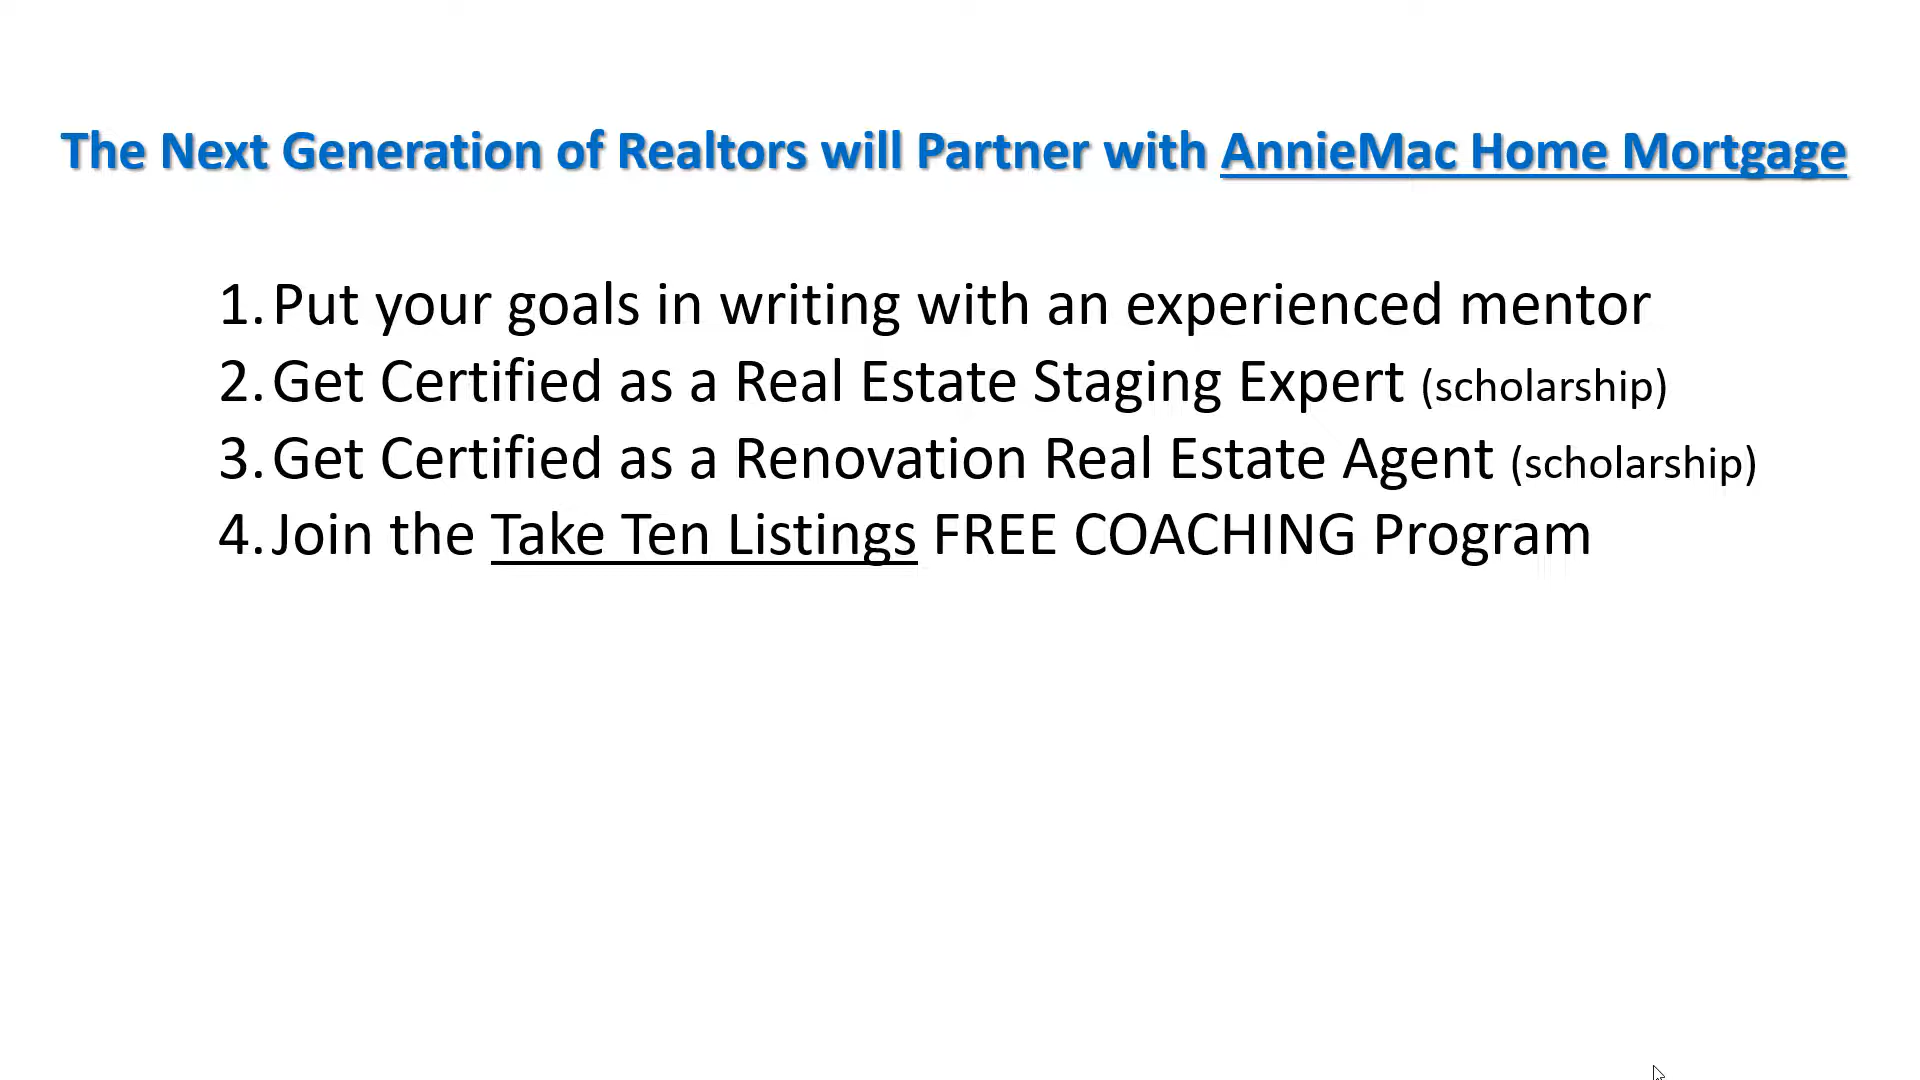 The Next Generation of Realtors will Partner with AnnieMac Home Mortgage
1. Put your goals in writing with an experienced mentor
2. Get Certified as a Real Estate Staging Expert (scholarship)
3. Get Certified as a Renovation Real Estate Agent (scholarship)
4. Join the Take Ten Listings FREE COACHING Program